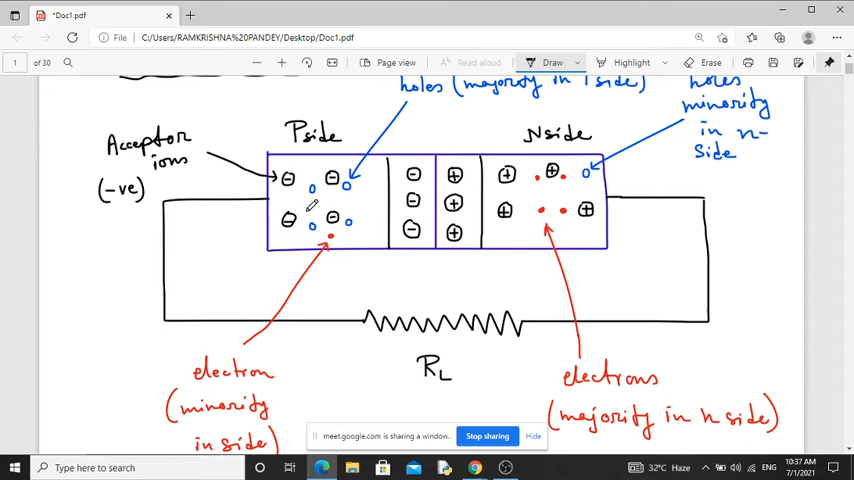 *Doc1.pdf
File
C:/Users/RAMKRISHNA%20PANDEY/Desktop/Doc1.pdf
1 of 30
Page view
Read aloud
Draw
Highlight
Erase
holes (majority in P side)
holes
minority
in n-
side
Acceptor
ions
(-ve)
Pside
Nside
RL
electron
(minority
in side)
electrons
(majority in n side)
meet.google.com is sharing a window.
Stop sharing
Hide
Type here to search
32°C Haze
ENG
10:37 AM
7/1/2021